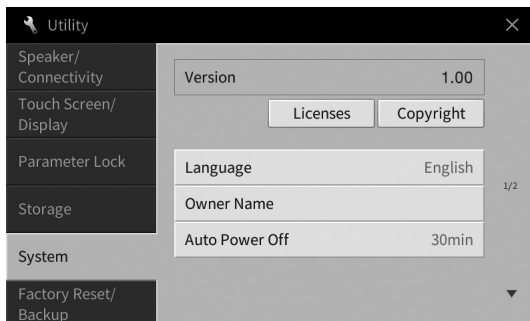 Utility
Speaker/
Connectivity
Touch Screen/
Display
Parameter Lock
Storage
System
Factory Reset/
Backup
Version 1.00
Licenses Copyright
Language English
Owner Name
Auto Power Off 30min
1/2